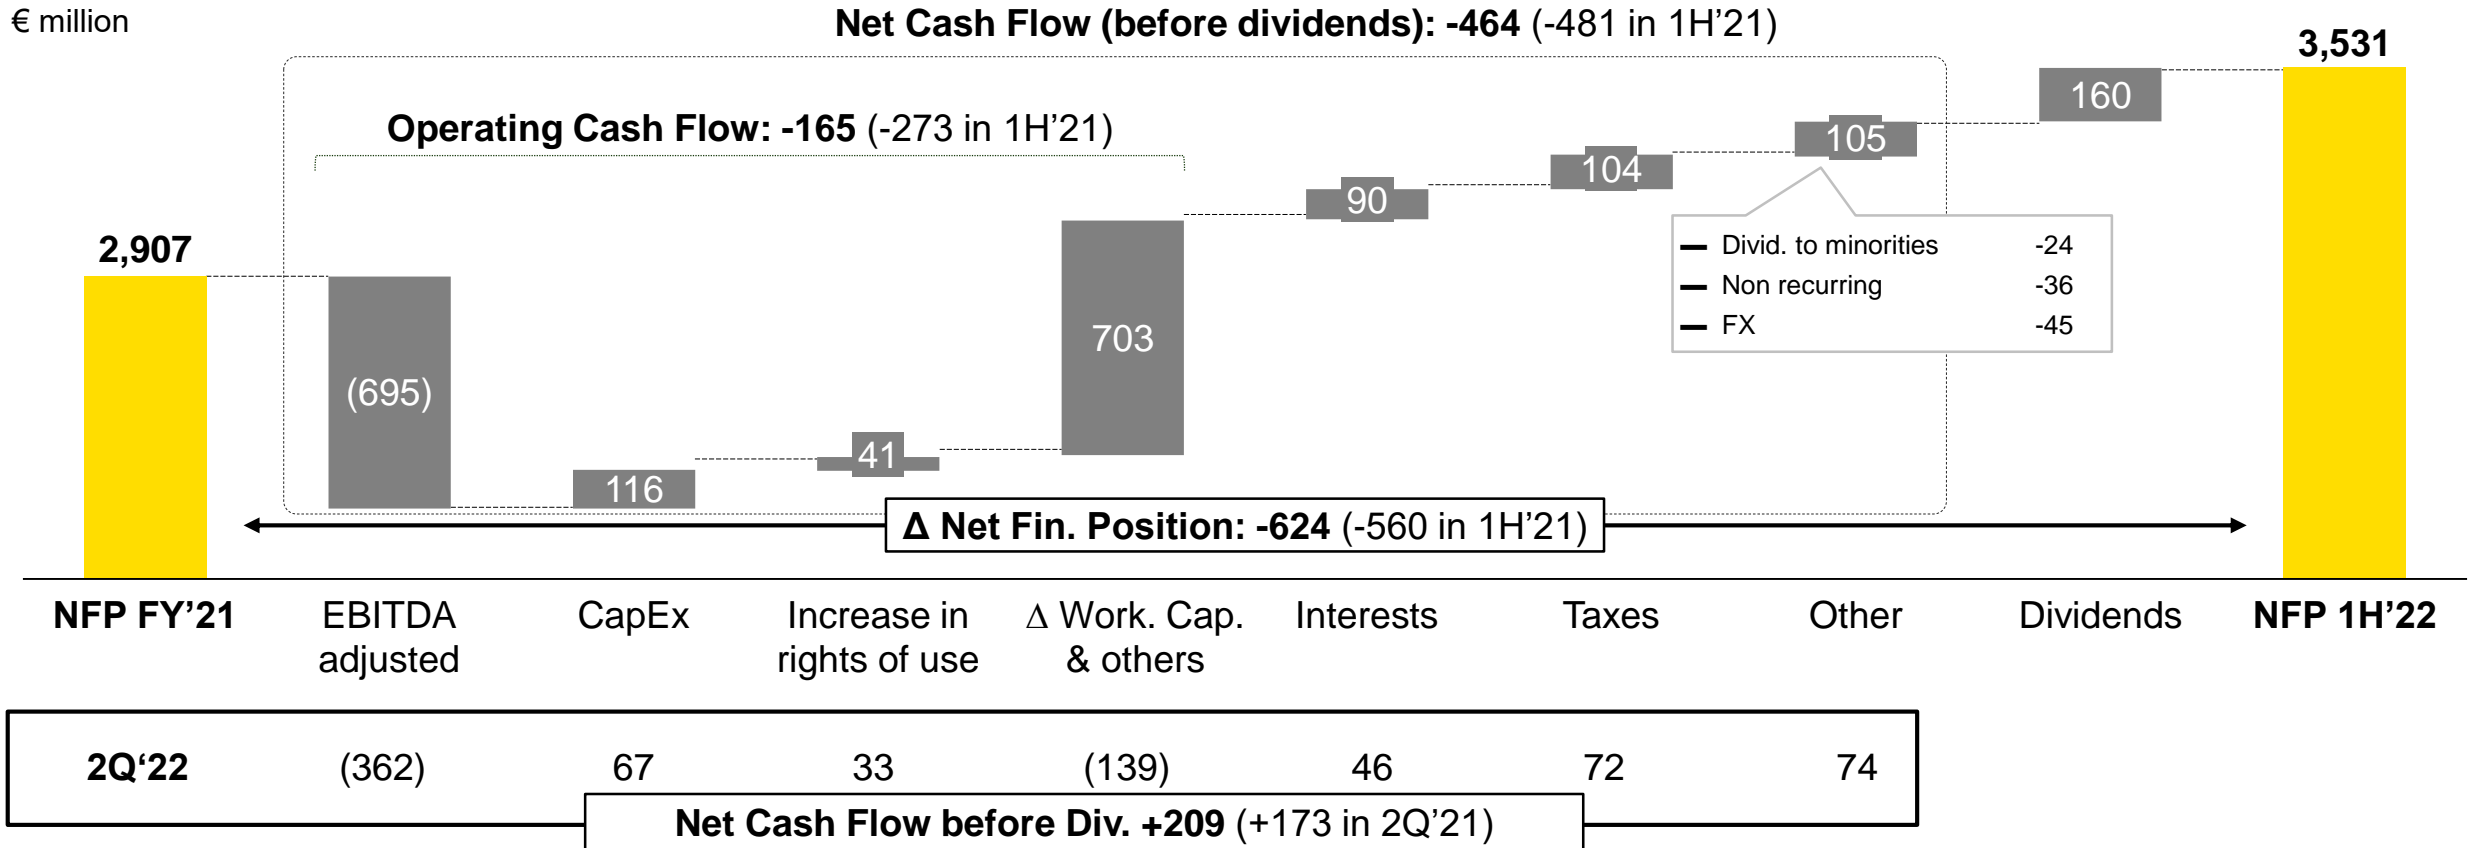 € million
Net Cash Flow (before dividends): -464 (-481 in 1H’21)
3,531
160
Operating Cash Flow: -165 (-273 in 1H’21)
105
104
90
2,907
— Divid. to minorities -24
— Non recurring -36
— FX -45
703
(695)
41
116
Δ Net Fin. Position: -624 (-560 in 1H’21)
NFP FY’21
EBITDA
adjusted
CapEx
Increase in
rights of use
Δ Work. Cap.
& others
Interests
Taxes
Other
Dividends
NFP 1H’22
2Q‘22 (362) 67 33 (139) 46 72 74
Net Cash Flow before Div. +209 (+173 in 2Q’21)